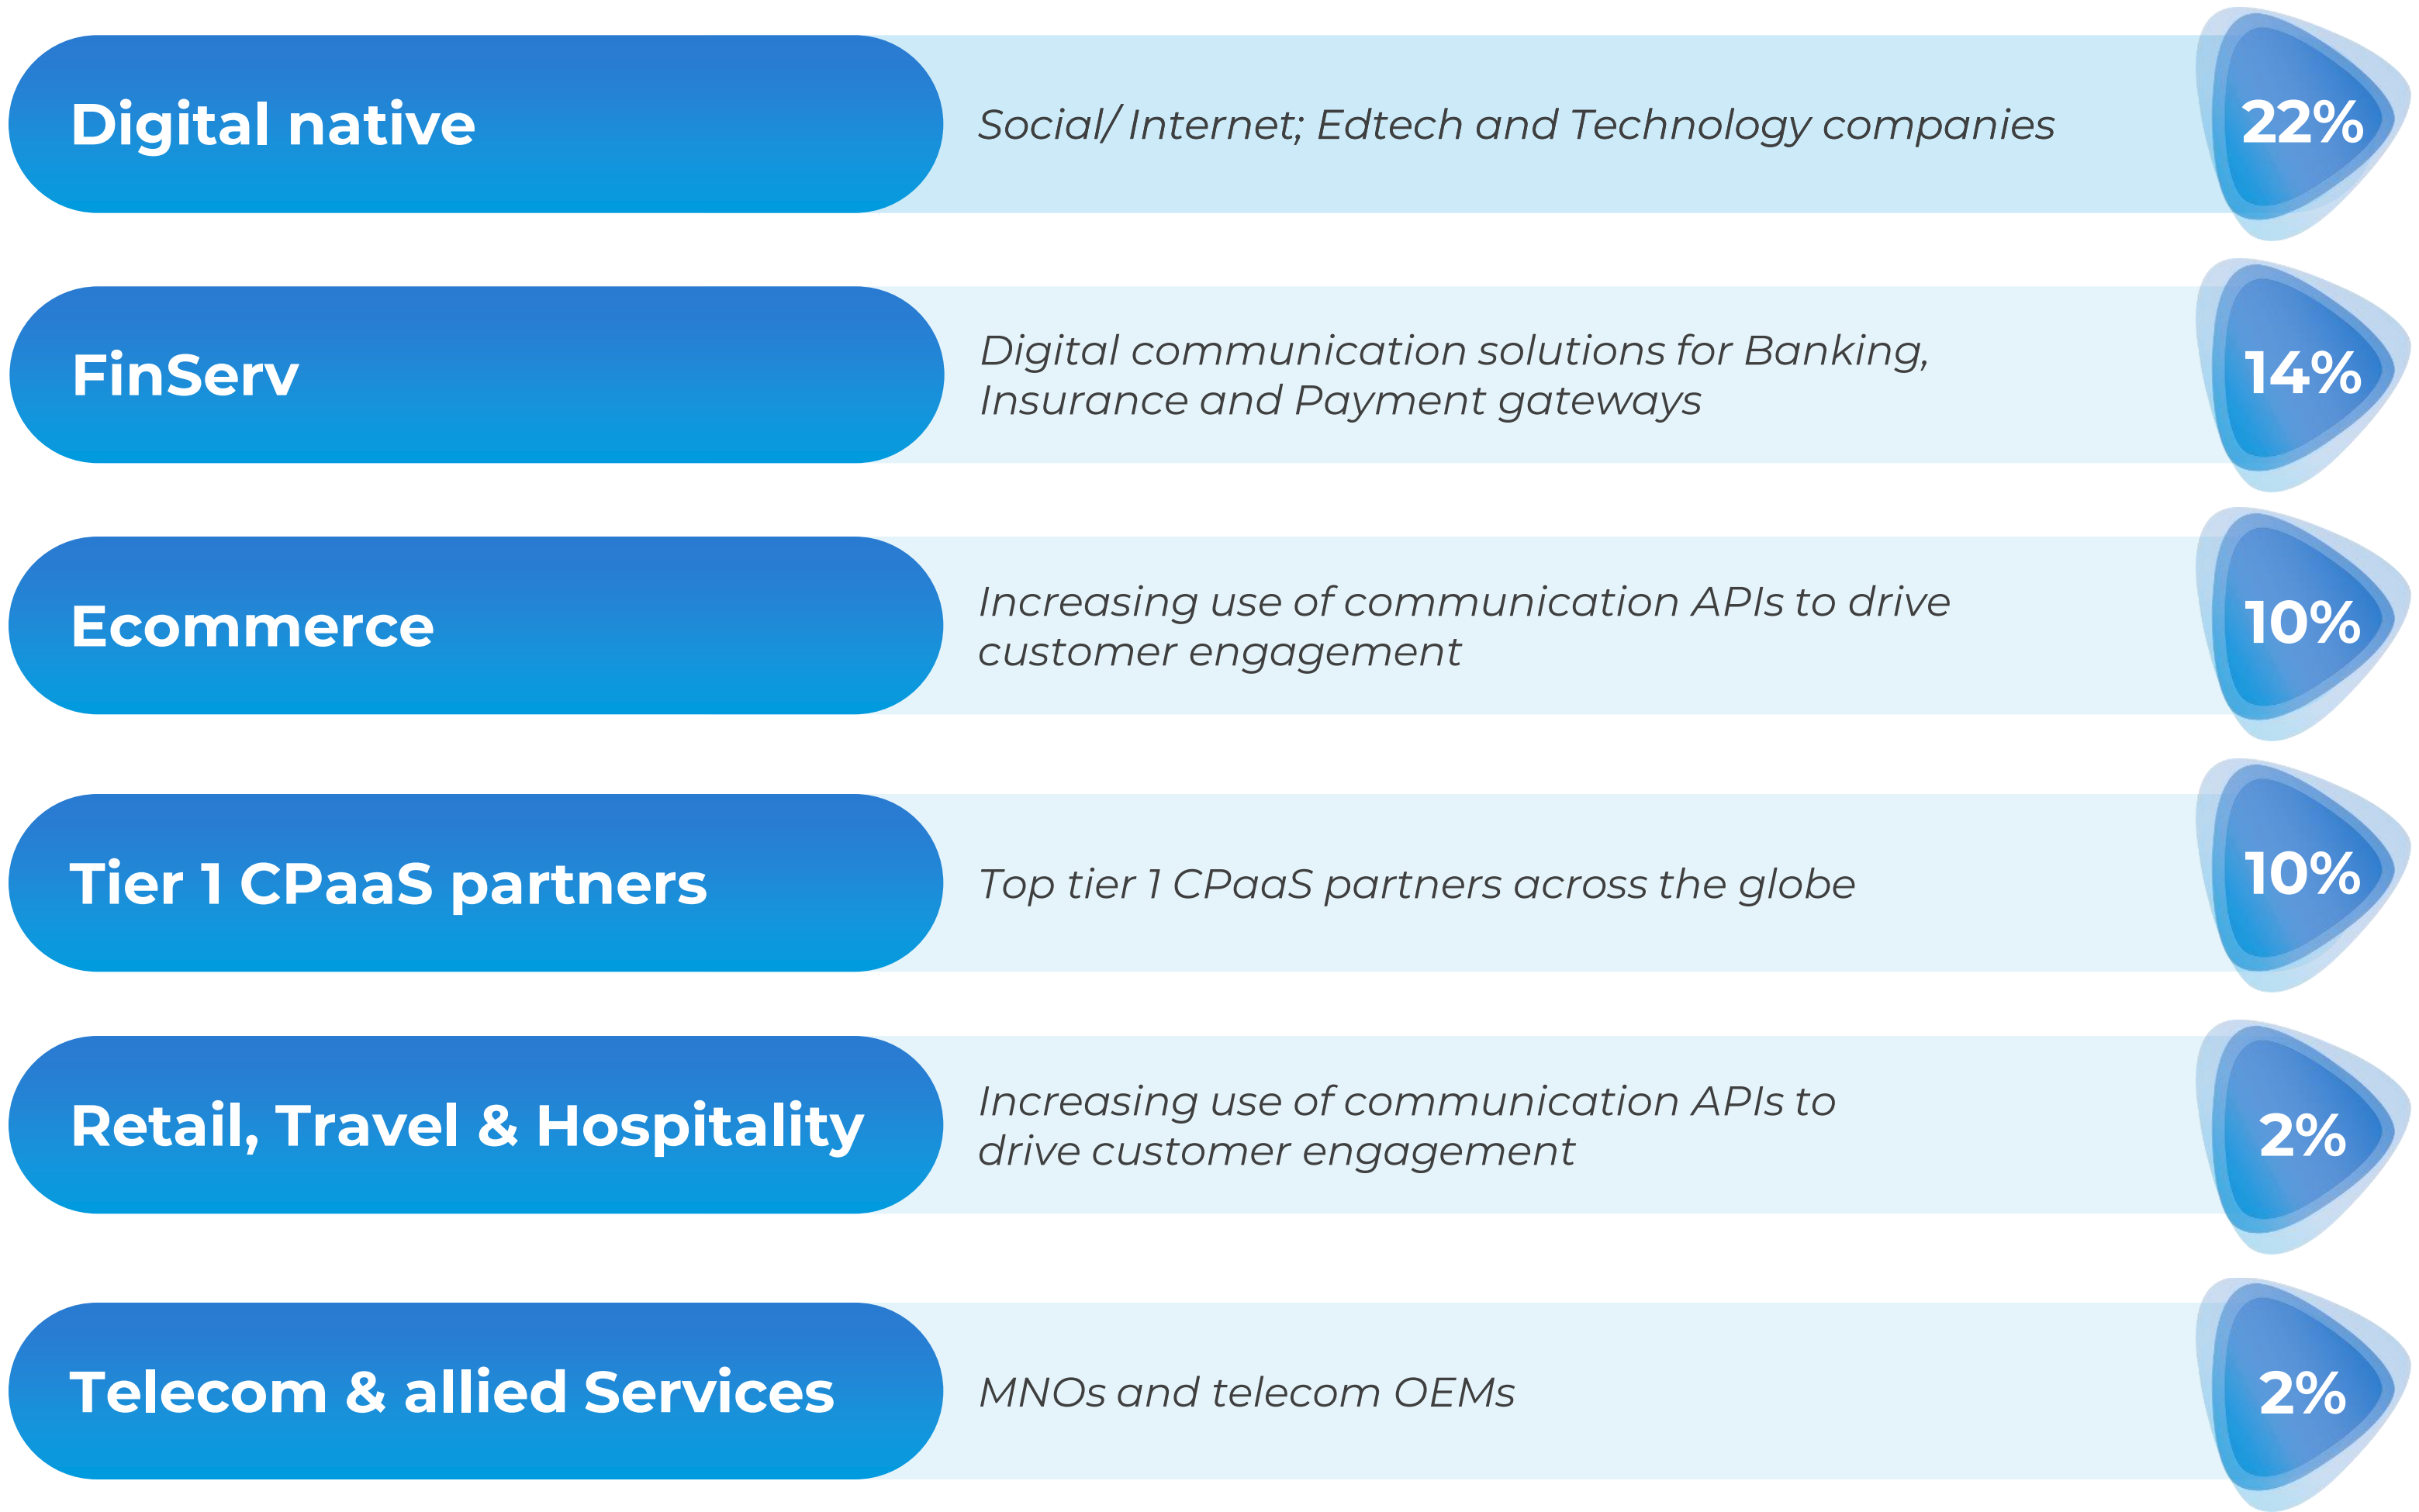 Digital native
Social/ Internet; Edtech and Technology companies
22%
FinServ
Digital communication solutions for Banking,
Insurance and Payment gateways
14%
Ecommerce
Increasing use of communication APIs to drive
customer engagement
10%
Tier 1 CPaaS partners
Top tier 1 CPaaS partners across the globe
10%
Retail, Travel & Hospitality
Increasing use of communication APIs to
drive customer engagement
2%
Telecom & allied Services
MNOs and telecom OEMs
2%